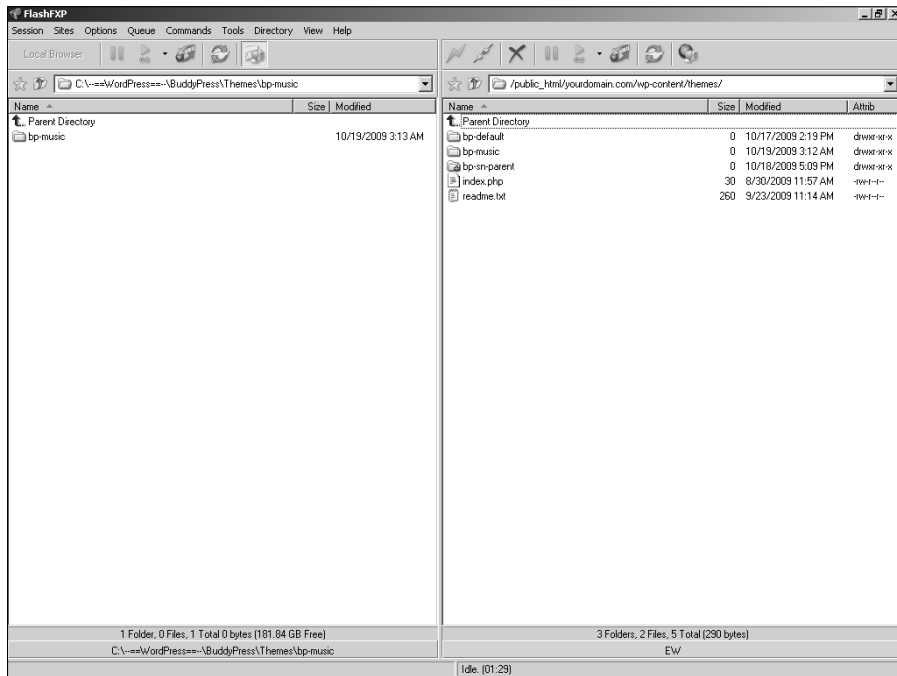 FlashFXP
Session Sites Options Queue Commands Tools Directory View Help
Local Browser
C:\--==WordPress==--\BuddyPress\Themes\bp-music
Name Size Modified
Parent Directory
bp-music 10/19/2009 3:13 AM
1 Folder, 0 Files, 1 Total 0 bytes (181.84 GB Free)
C:\--==WordPress==--\BuddyPress\Themes\bp-music
/public_html/yourdomain.com/wp-content/themes/
Name Size Modified Attrib
Parent Directory
bp-default 0 10/17/2009 2:19 PM drwxr-xr-x
bp-music 0 10/19/2009 3:12 AM drwxr-xr-x
bp-sn-parent 0 10/18/2009 5:09 PM drwxr-xr-x
index.php 30 8/30/2009 11:57 AM -rw-r--r--
readme.txt 260 9/23/2009 11:14 AM -rw-r--r--
3 Folders, 2 Files, 5 Total (290 bytes)
EW
Idle. (01:29)